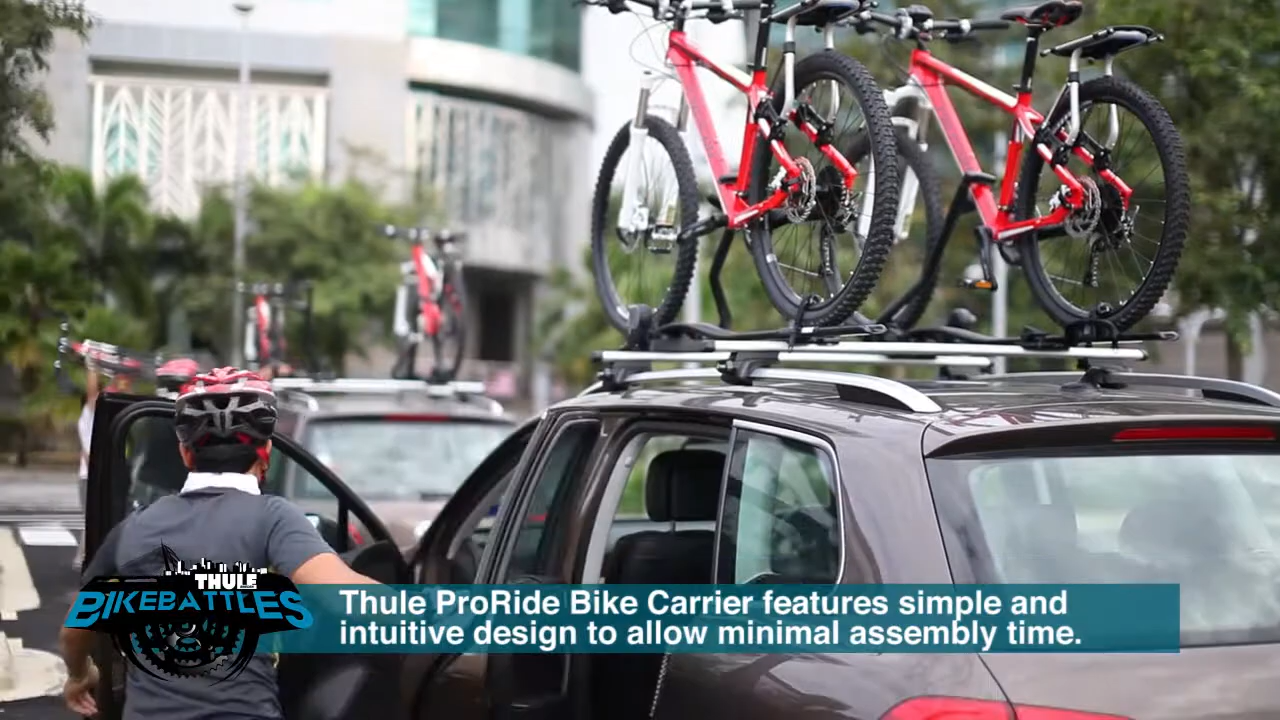 THULE
BIKEBATTLES
Thule ProRide Bike Carrier features simple and
intuitive design to allow minimal assembly time.